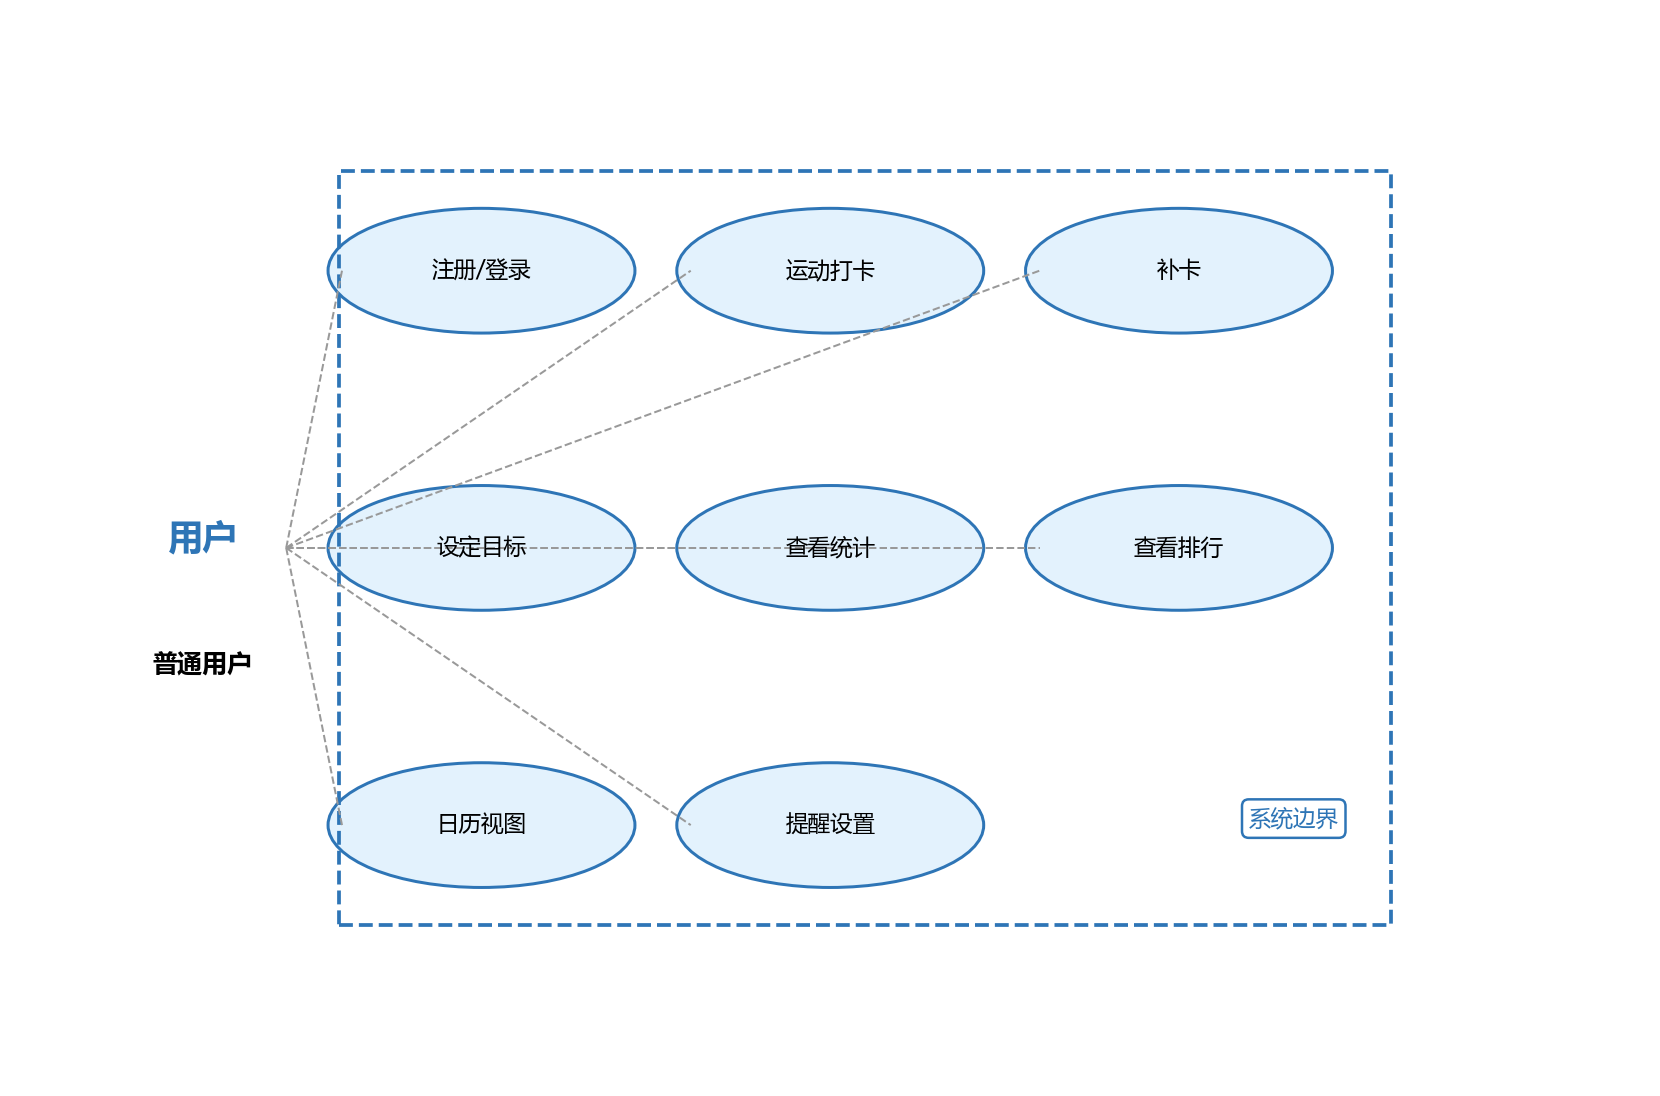 注册/登录
运动打卡
补卡
用户
设定目标
查看统计
查看排行
普通用户
日历视图
提醒设置
系统边界